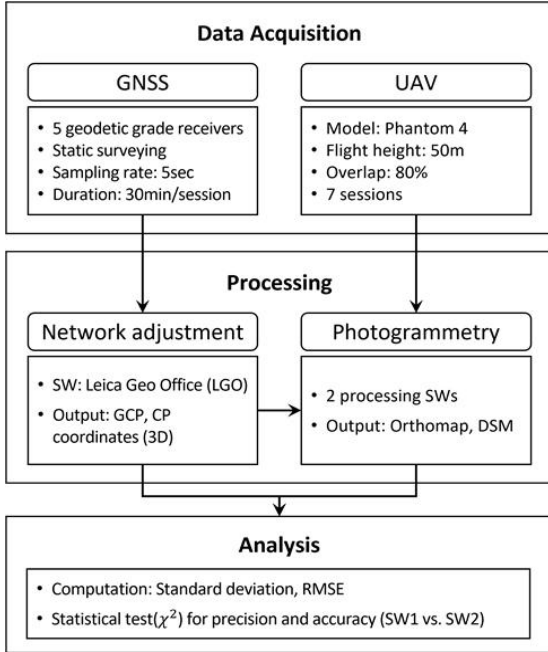 Data Acquisition
GNSS
• 5 geodetic grade receivers
• Static surveying
• Sampling rate: 5sec
• Duration: 30min/session
UAV
• Model: Phantom 4
• Flight height: 50m
• Overlap: 80%
• 7 sessions
Processing
Network adjustment
• SW: Leica Geo Office (LGO)
• Output: GCP, CP
coordinates (3D)
Photogrammetry
• 2 processing SWs
• Output: Orthomap, DSM
Analysis
• Computation: Standard deviation, RMSE
• Statistical test(χ²) for precision and accuracy (SW1 vs. SW2)